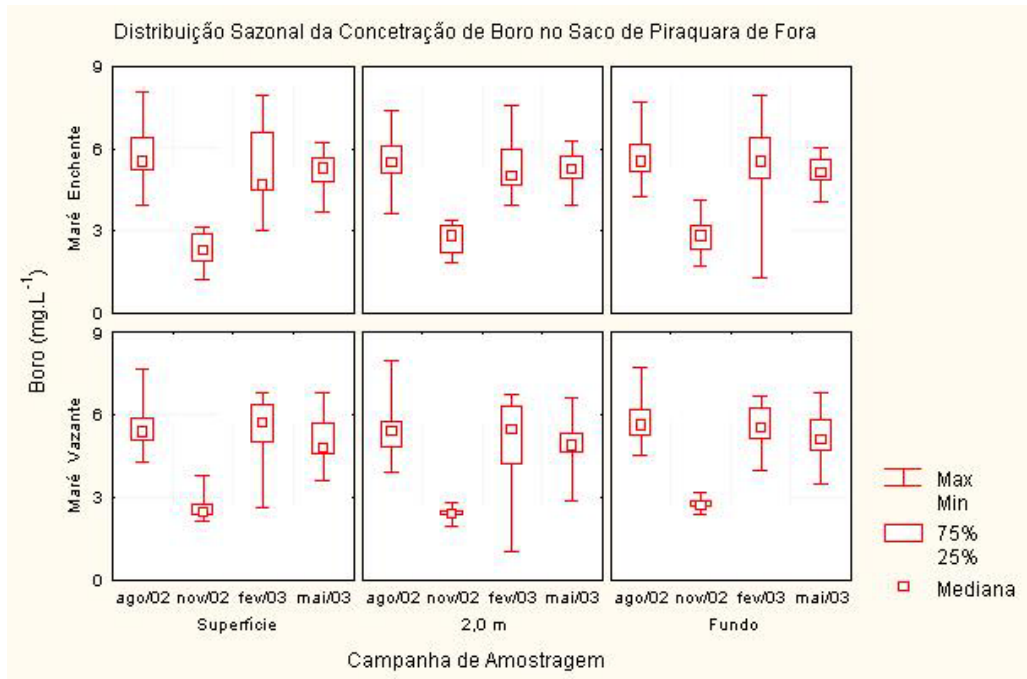 Distribuição Sazonal da Concetração de Boro no Saco de Piraquara de Fora
Boro (mg.L-1)
Maré Enchente
9
6
3
0
Maré Vazante
9
6
3
0
ago/02 nov/02 fev/03 mai/03 ago/02 nov/02 fev/03 mai/03 ago/02 nov/02 fev/03 mai/03
Superfície 2,0 m Fundo
Campanha de Amostragem
Max
Min
75%
25%
Mediana